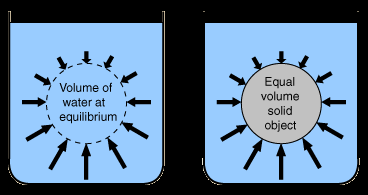 Volume of
water at
equilibrium
Equal
volume
solid
object